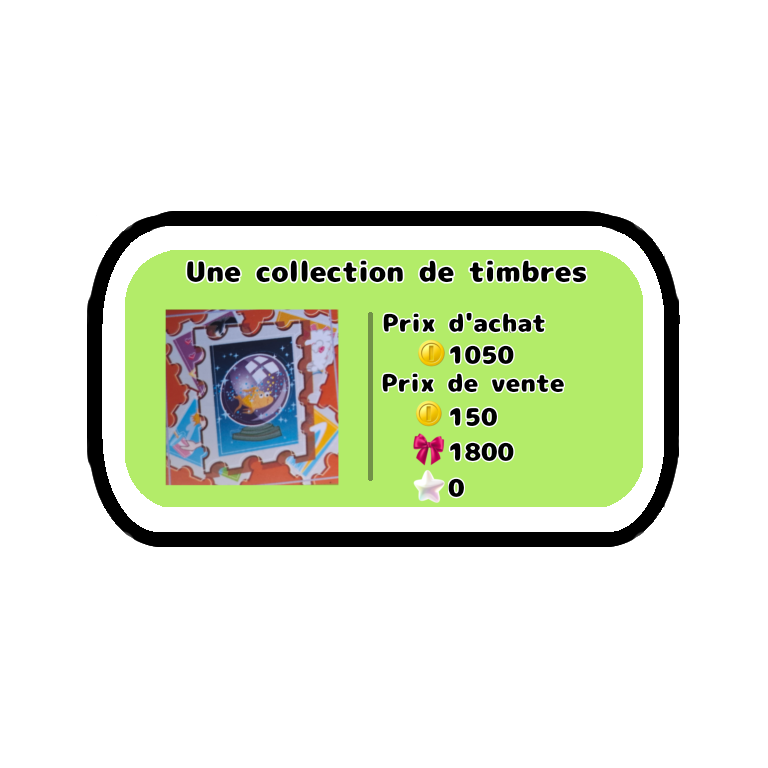 Une collection de timbres
Prix d'achat
1050
Prix de vente
150
1800
0